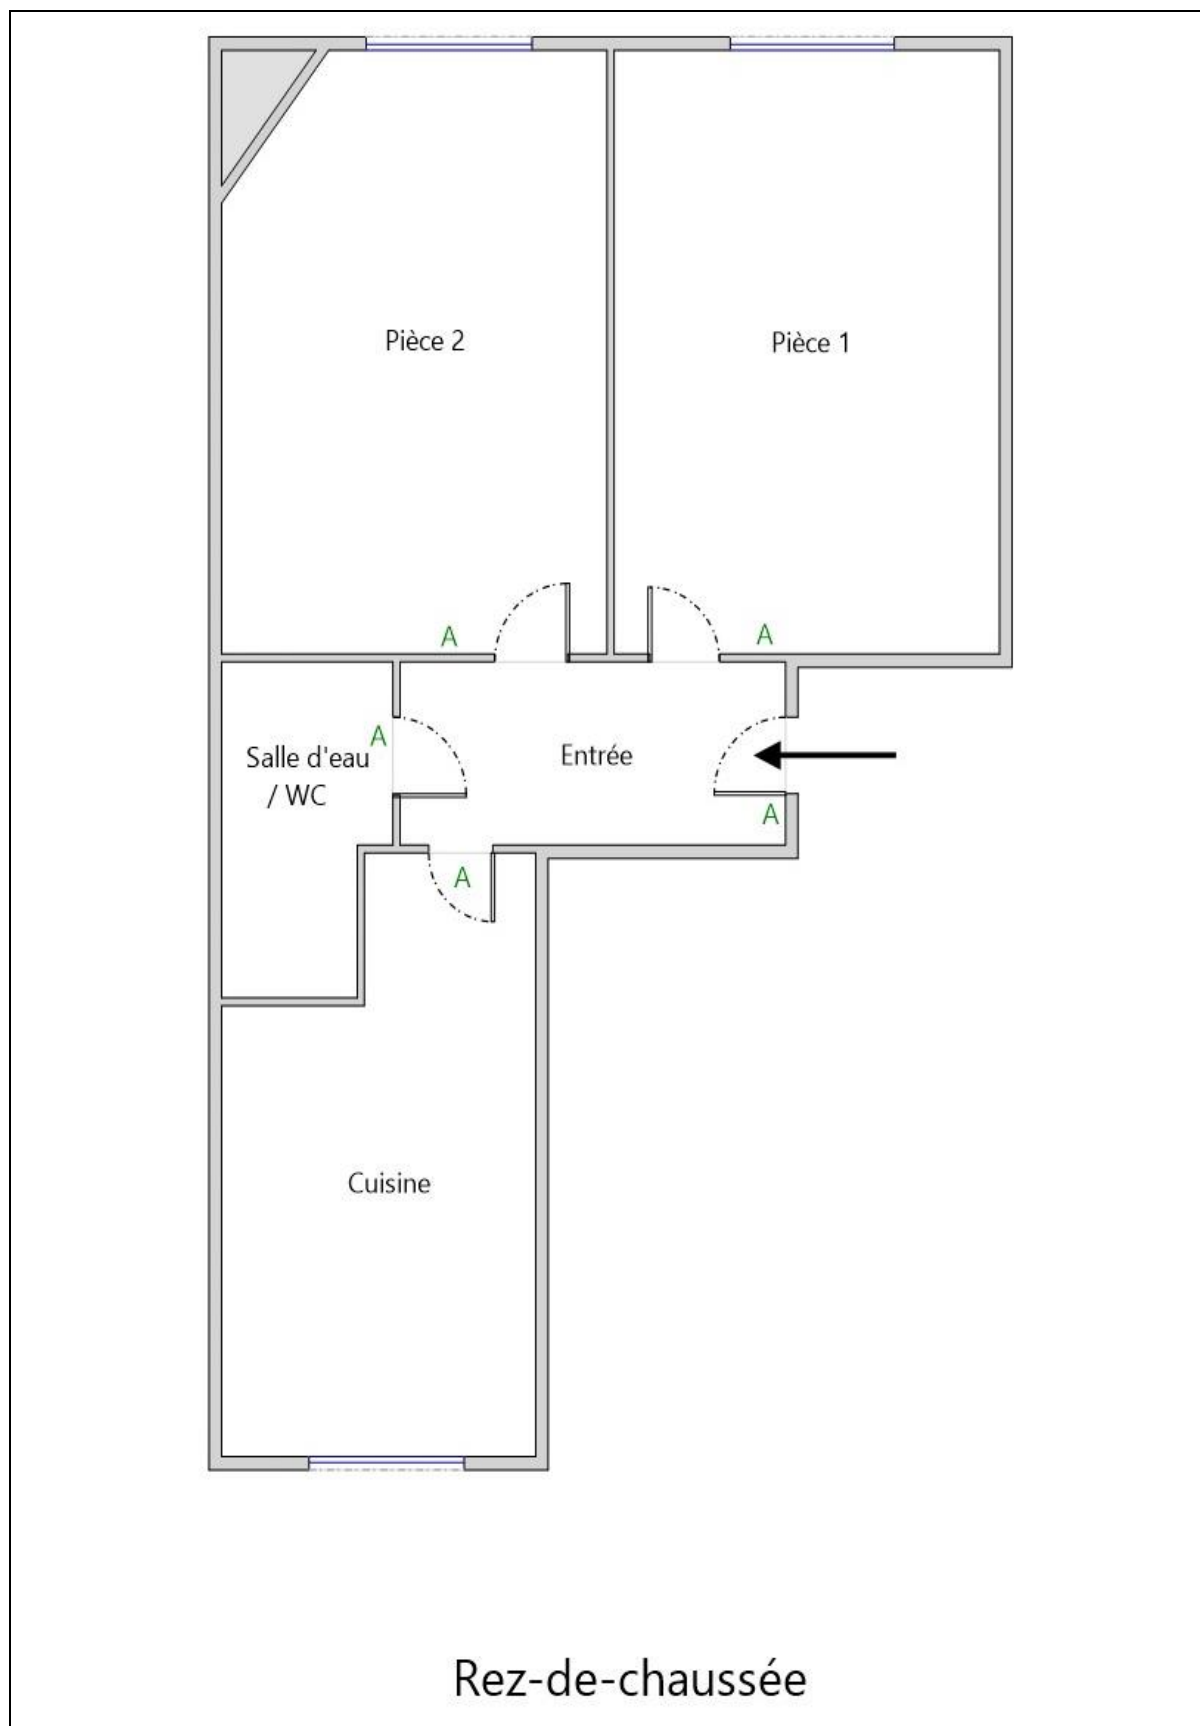 Pièce 2
Pièce 1
A
A
A
Salle d'eau
/ WC
Entrée
A
A
Cuisine
Rez-de-chaussée